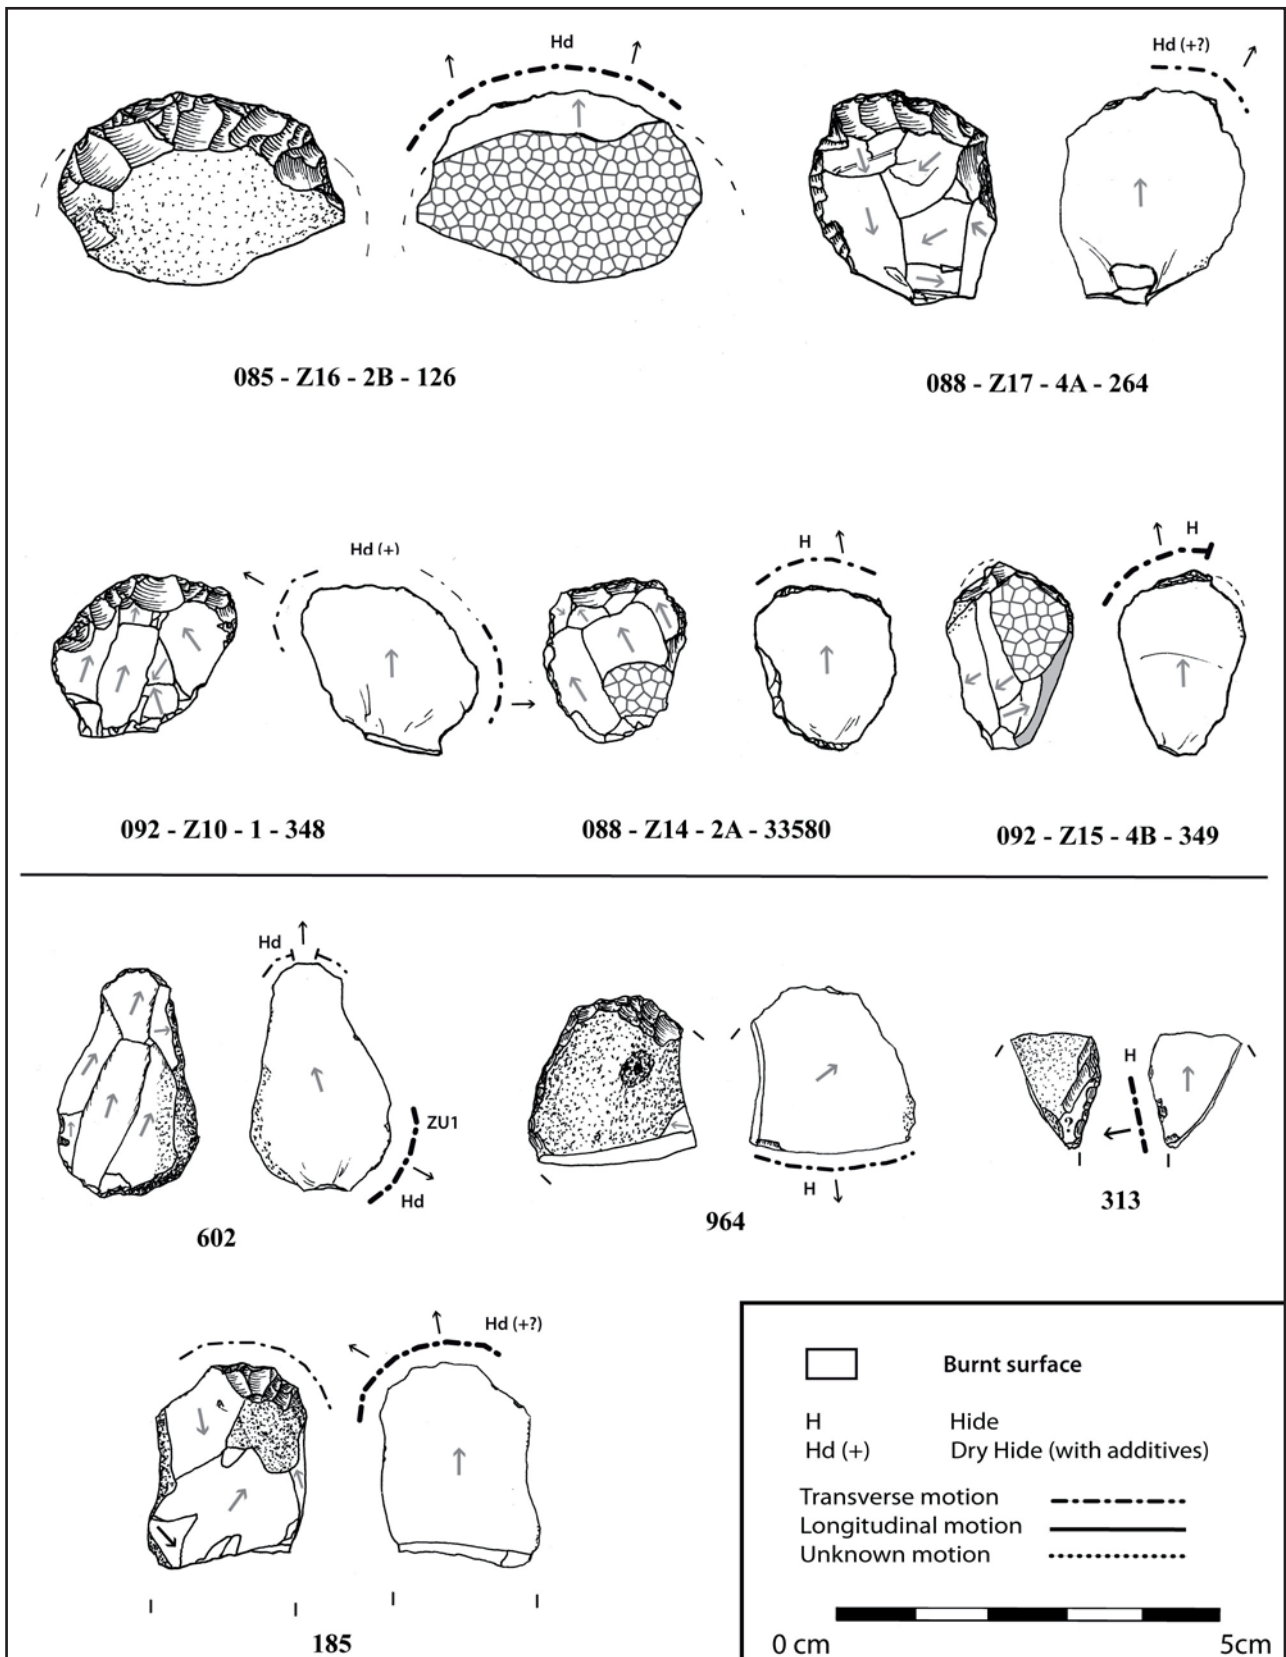 Hd
Hd (+?)
085 - Z16 - 2B - 126
088 - Z17 - 4A - 264
Hd (+)
H
H
092 - Z10 - 1 - 348
088 - Z14 - 2A - 33580
092 - Z15 - 4B - 349
Hd
ZU1
Hd
602
H
964
H
?
313
Hd (+?)
185
Burnt surface
H Hide
Hd (+) Dry Hide (with additives)
Transverse motion
Longitudinal motion
Unknown motion
0 cm 5cm